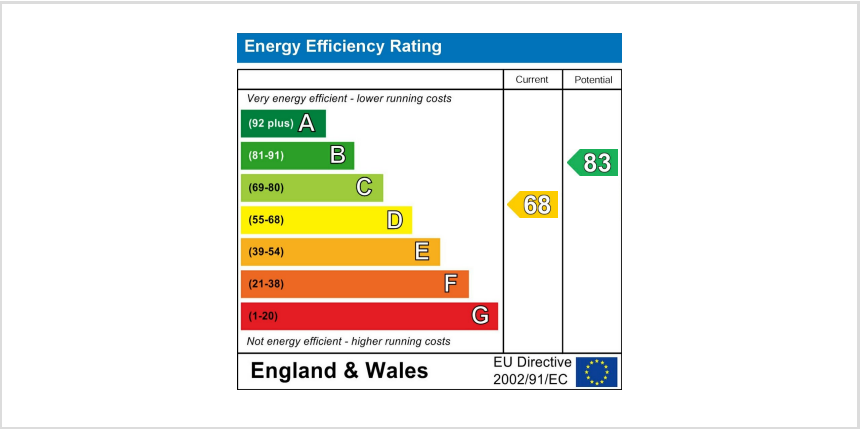 Energy Efficiency Rating
Current Potential
Very energy efficient - lower running costs
(92 plus) A
(81-91) B
83
(69-80) C
68
(55-68) D
(39-54) E
(21-38) F
(1-20) G
Not energy efficient - higher running costs
England & Wales
EU Directive
2002/91/EC